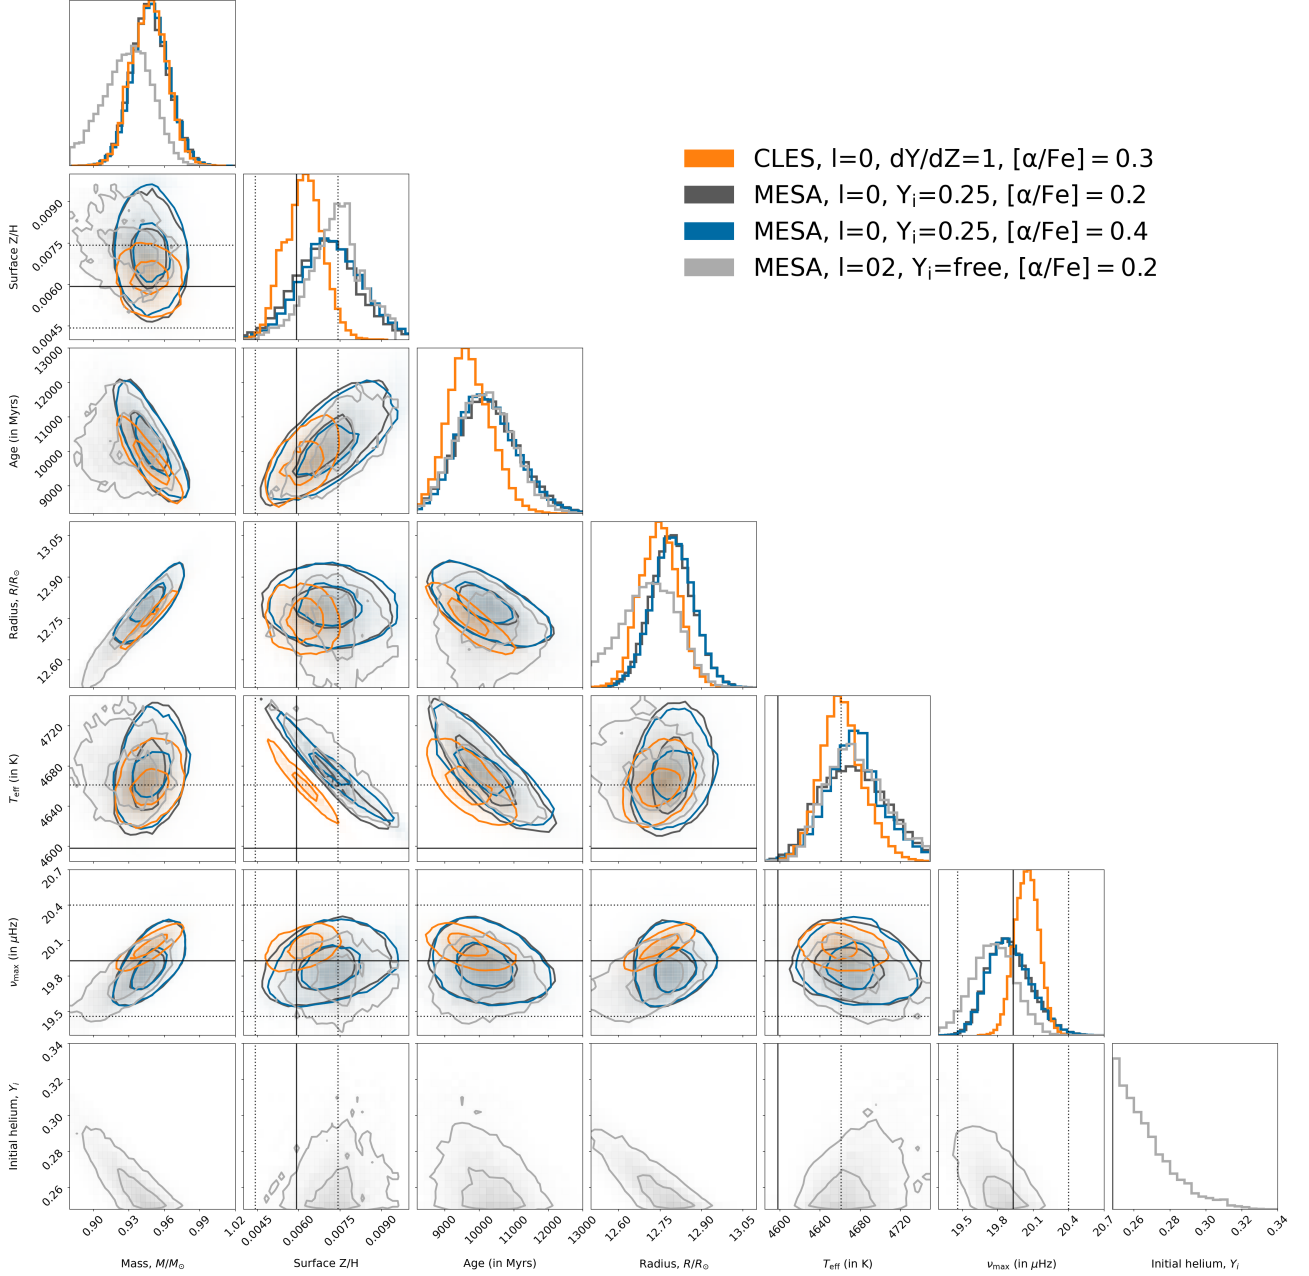 CLES, l=0, dY/dZ=1, [α/Fe] = 0.3
MESA, l=0, Yᵢ=0.25, [α/Fe] = 0.2
MESA, l=0, Yᵢ=0.25, [α/Fe] = 0.4
MESA, l=02, Yᵢ=free, [α/Fe] = 0.2
Surface Z/H
0.0090
0.0075
0.0060
0.0045
Age (in Myrs)
13000
12000
11000
10000
9000
Radius, R/R☉
13.05
12.90
12.75
12.60
T_eff (in K)
4720
4680
4640
4600
ν_max (in μHz)
20.7
20.4
20.1
19.8
19.5
Initial helium, Yᵢ
0.34
0.32
0.30
0.28
0.26
0.90 0.93 0.96 0.99 1.02
0.0045 0.0060 0.0075 0.0090
9000 10000 11000 12000 13000
12.60 12.75 12.90 13.05
4600 4640 4680 4720
19.5 19.8 20.1 20.4 20.7
0.26 0.28 0.30 0.32 0.34
Mass, M/M☉
Surface Z/H
Age (in Myrs)
Radius, R/R☉
T_eff (in K)
ν_max (in μHz)
Initial helium, Yᵢ